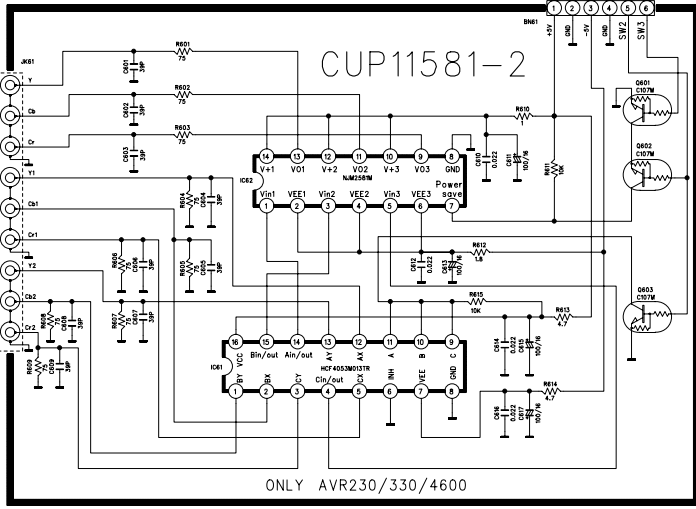 BN61
1 2 3 4 5 6
+5V GND -5V GND SW2 SW3
JK61
CUP11581-2
Y
C601 39P
R601 75
Cb
C602 39P
R602 75
Cr
C603 39P
R603 75
Q601 C107M
Q602 C107M
Q603 C107M
R610 1
C610 0.022
C611 100/16
R611 10K
14 13 12 11 10 9 8
V+1 VO1 V+2 VO2 V+3 VO3 GND
IC62 NJM2581M
Power save
Vin1 VEE1 Vin2 VEE2 Vin3 VEE3
1 2 3 4 5 6 7
Y1
R604 75
C604 39P
Cb1
R605 75
C605 39P
Cr1
R606 75
C606 39P
Y2
R607 75
C607 39P
Cb2
R608 75
C608 39P
Cr2
R609 75
C609 39P
C612 0.022
C613 100/16
R612 1.8
R615 10K
R613 4.7
C614 0.022
C615 100/16
16 15 14 13 12 11 10 9
VCC Bin/out Ain/out AY AX A B C
IC61 HCF4053M013TR
BY BX CY Cin/out CX INH VEE GND
1 2 3 4 5 6 7 8
R614 4.7
C616 0.022
C617 100/16
ONLY AVR230/330/4600